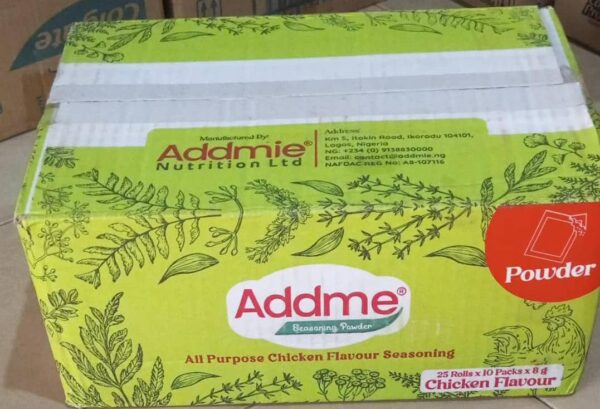 Colgate
Manufactured By:
Addmie®
Nutrition Ltd
Address:
Km 5, Itokin Road, Ikorodu 104101,
Lagos, Nigeria
NG: +234 (0) 9138830000
Email: contact@addmie.ng
NAFDAC REG No: A8-107116
Powder
Addme®
Seasoning Powder
All Purpose Chicken Flavour Seasoning
25 Rolls x 10 Packs x 8 g
Chicken Flavour